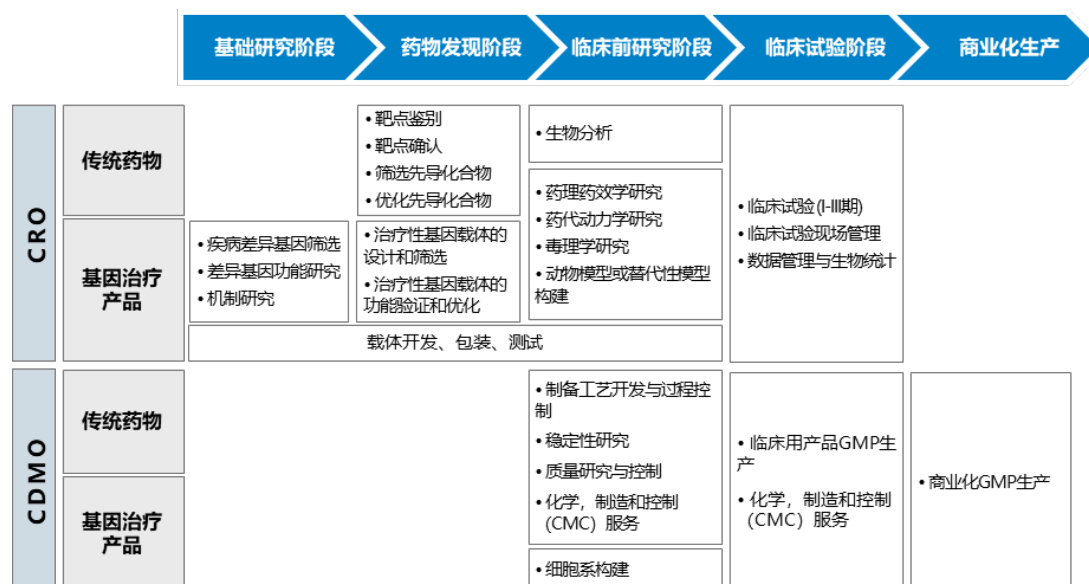 基础研究阶段
药物发现阶段
临床前研究阶段
临床试验阶段
商业化生产
CRO
传统药物
•靶点鉴别
•靶点确认
•筛选先导化合物
•优化先导化合物
•生物分析
•药理药效学研究
•药代动力学研究
•毒理学研究
•动物模型或替代性模型
构建
•临床试验(I-III期)
•临床试验现场管理
•数据管理与生物统计
基因治疗
产品
•疾病差异基因筛选
•差异基因功能研究
•机制研究
•治疗性基因载体的
设计和筛选
•治疗性基因载体的
功能验证和优化
载体开发、包装、测试
CDMO
传统药物
•制备工艺开发与过程控
制
•稳定性研究
•质量研究与控制
•化学，制造和控制
(CMC）服务
•临床用产品GMP生
产
•化学，制造和控制
（CMC）服务
•商业化GMP生产
基因治疗
产品
•细胞系构建